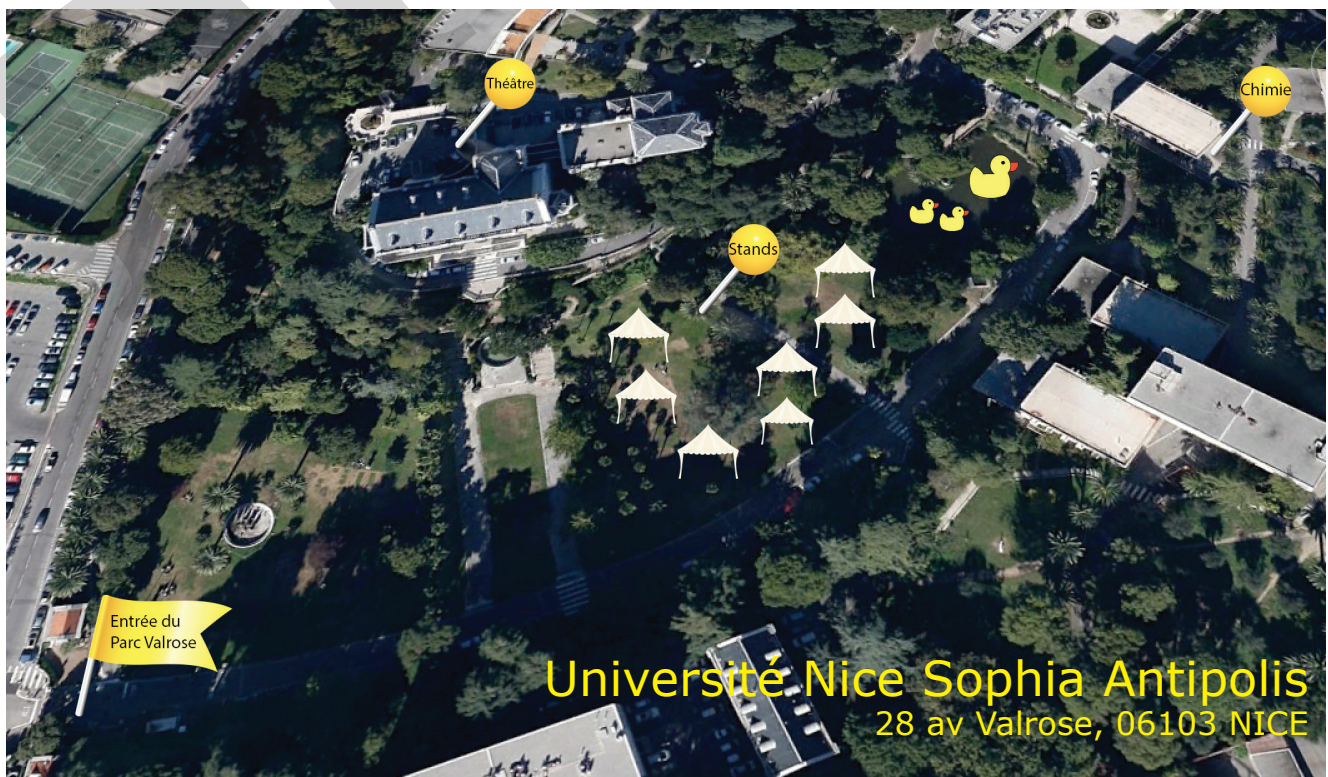 Théâtre
Chimie
Stands
Entrée du
Parc Valrose
Université Nice Sophia Antipolis
28 av Valrose, 06103 NICE